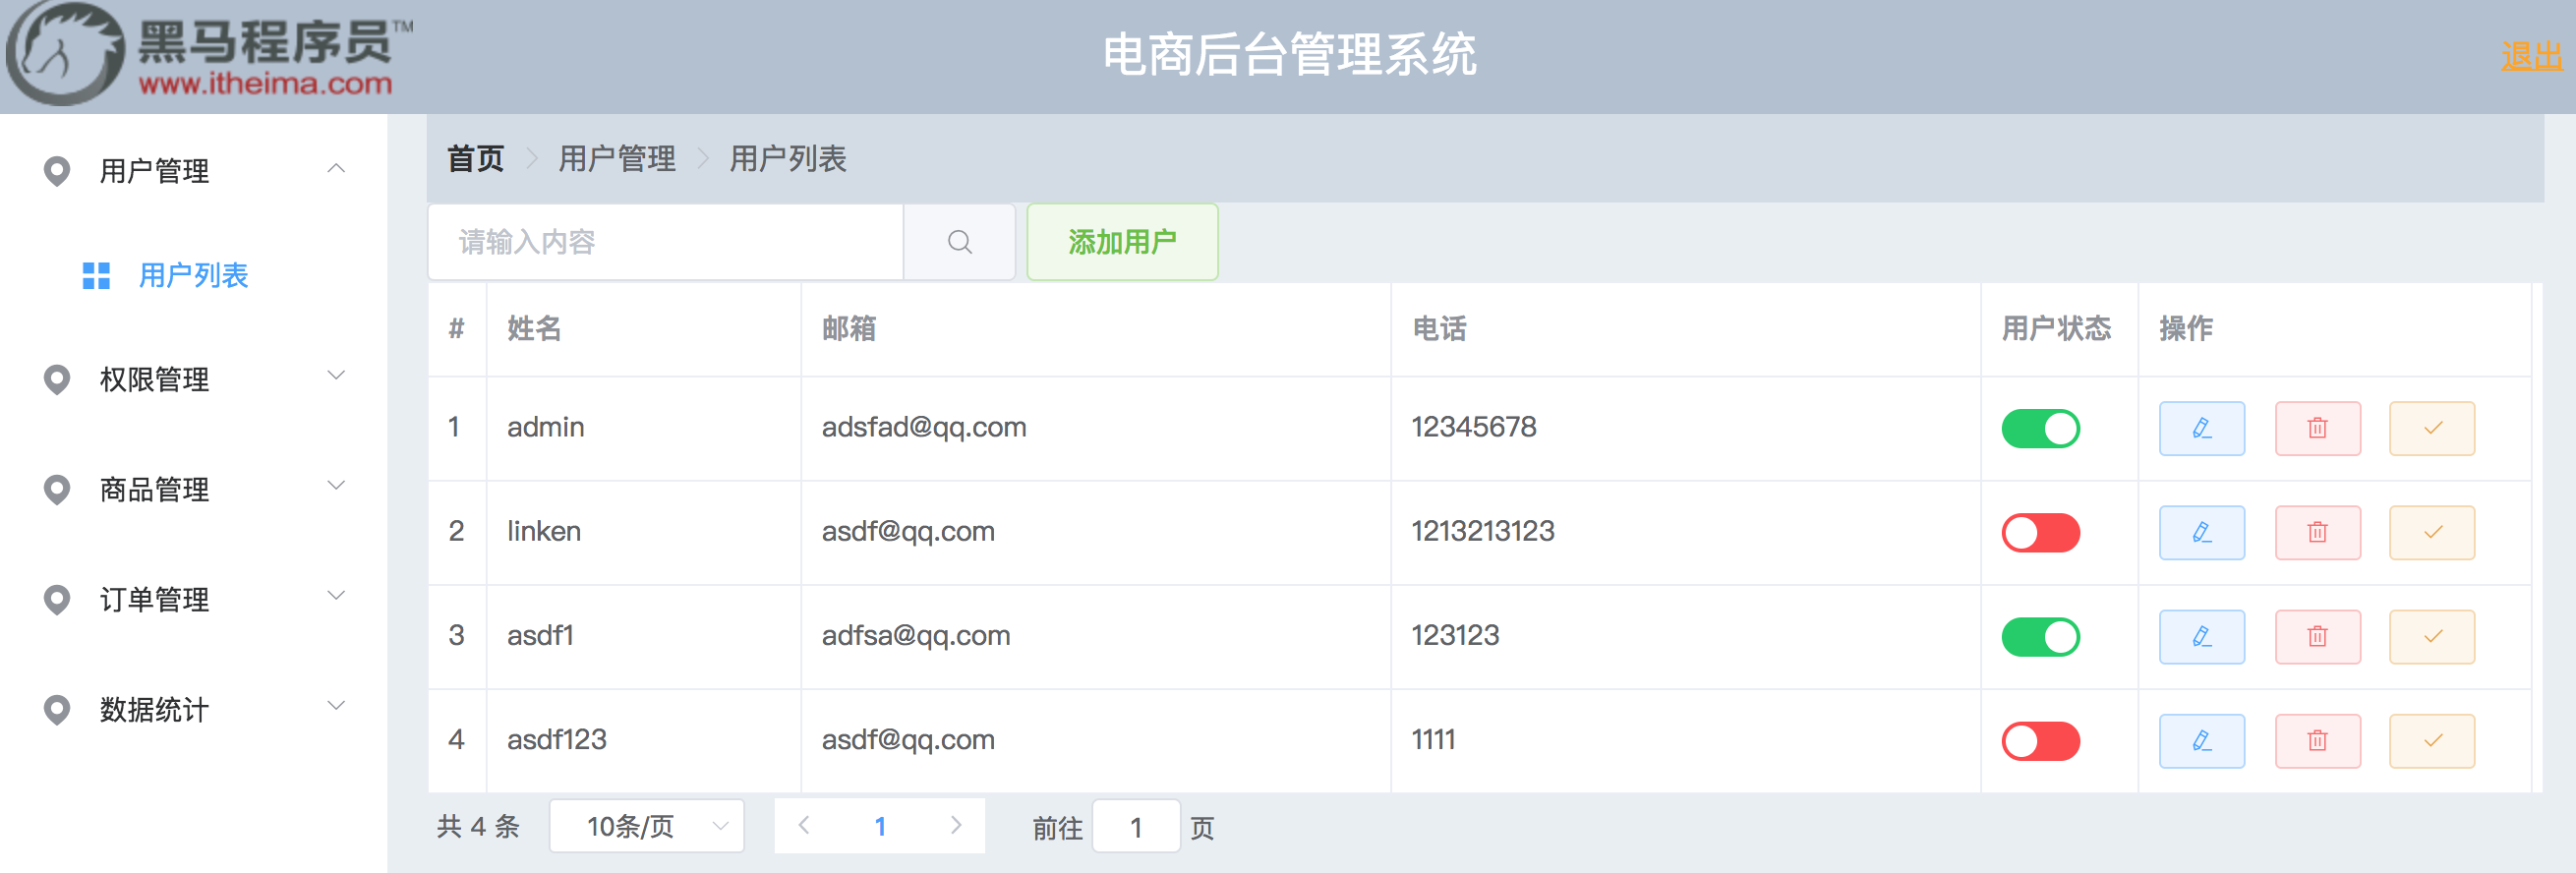 黑马程序员™
www.itheima.com
电商后台管理系统
退出
用户管理
用户列表
权限管理
商品管理
订单管理
数据统计
首页 用户管理 用户列表
请输入内容 添加用户
# 姓名 邮箱 电话 用户状态 操作
1 admin adsfad@qq.com 12345678
2 linken asdf@qq.com 1213213123
3 asdf1 adfsa@qq.com 123123
4 asdf123 asdf@qq.com 1111
共 4 条 10条/页 1 前往 1 页